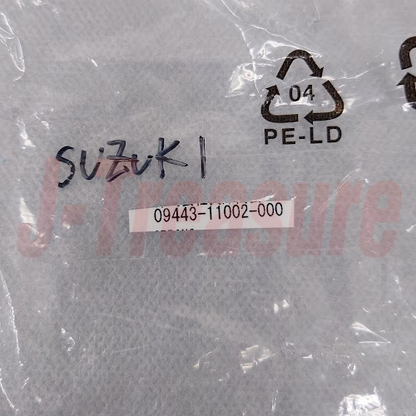 04
PE-LD
SUZUKI
09443-11002-000
J-Treasure